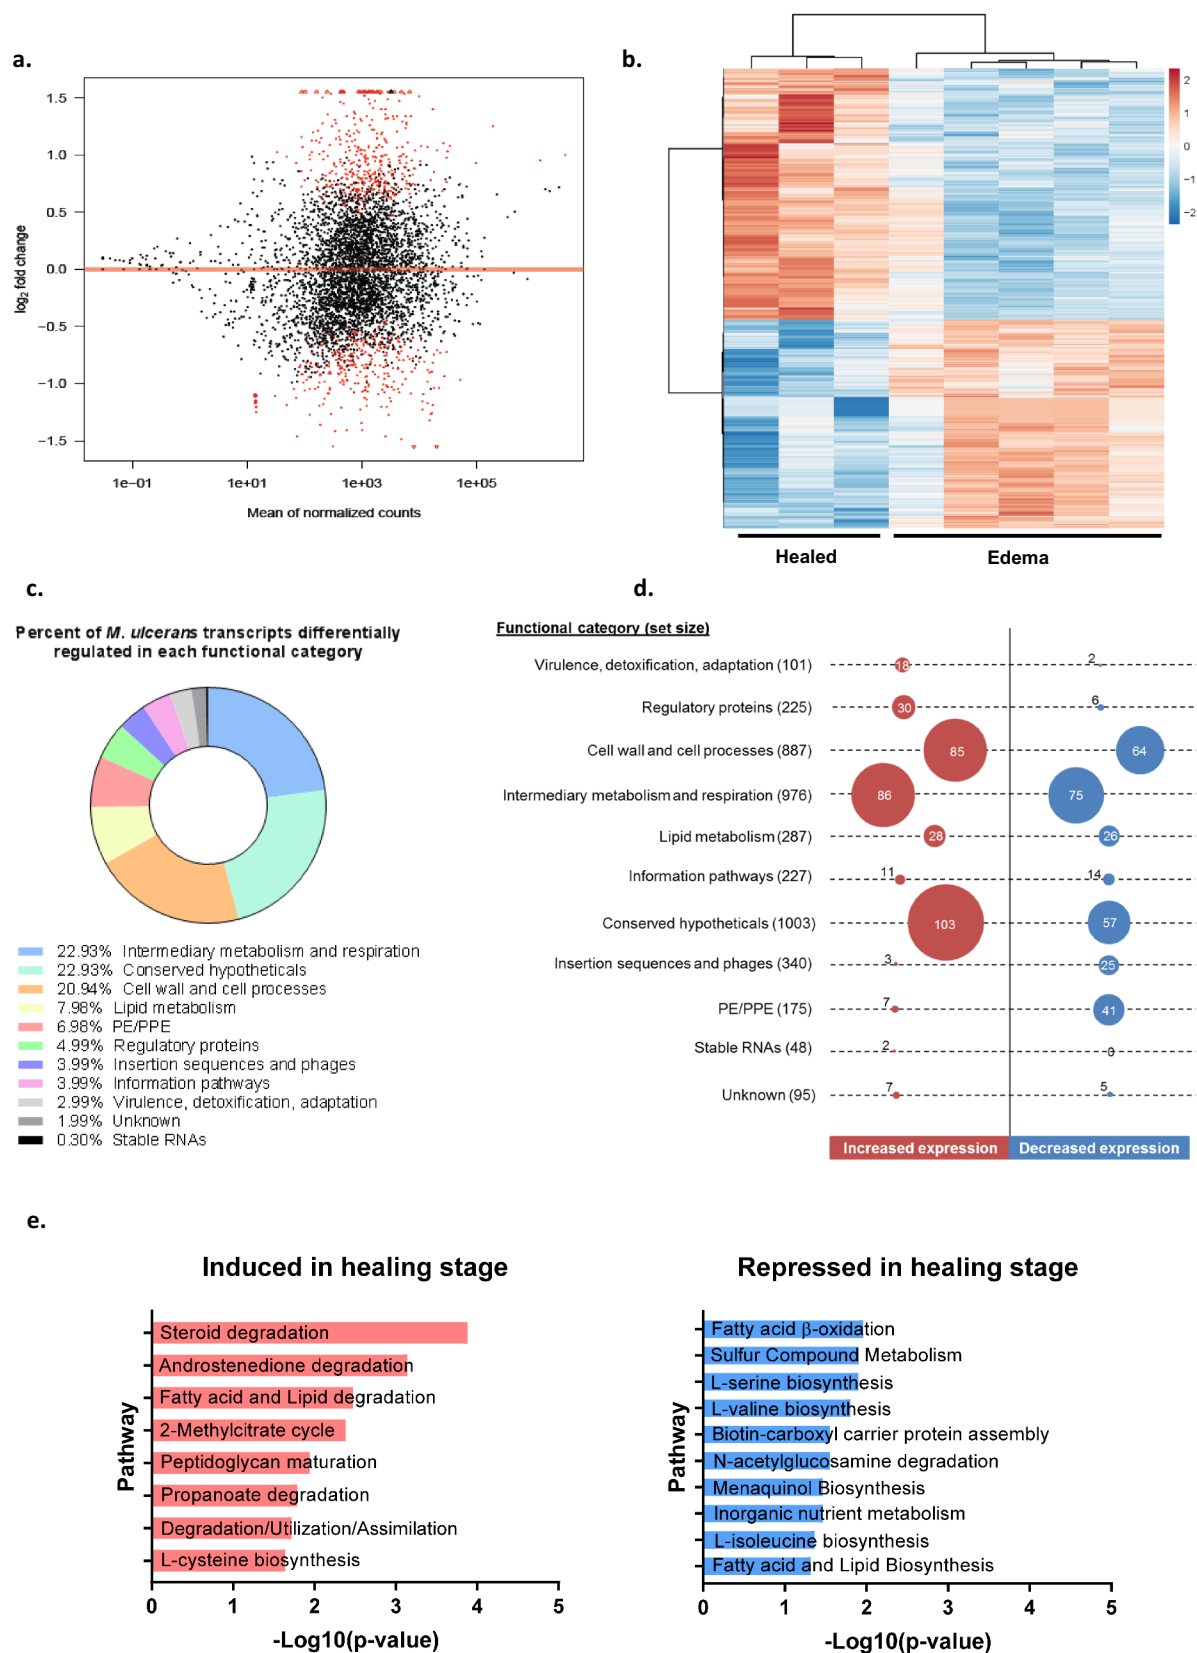 a.
1.5
1.0
0.5
0.0
−0.5
−1.0
−1.5
log2 fold change
1e−01
1e+01
1e+03
1e+05
Mean of normalized counts
b.
2
1
0
−1
−2
Healed
Edema
c.
Percent of M. ulcerans transcripts differentially
regulated in each functional category
22.93% Intermediary metabolism and respiration
22.93% Conserved hypotheticals
20.94% Cell wall and cell processes
7.98% Lipid metabolism
6.98% PE/PPE
4.99% Regulatory proteins
3.99% Insertion sequences and phages
3.99% Information pathways
2.99% Virulence, detoxification, adaptation
1.99% Unknown
0.30% Stable RNAs
d.
Functional category (set size)
Virulence, detoxification, adaptation (101) 18 2
Regulatory proteins (225) 30 6
Cell wall and cell processes (887) 85 64
Intermediary metabolism and respiration (976) 86 75
Lipid metabolism (287) 28 26
Information pathways (227) 11 14
Conserved hypotheticals (1003) 103 57
Insertion sequences and phages (340) 3 25
PE/PPE (175) 7 41
Stable RNAs (48) 2 0
Unknown (95) 7 5
Increased expression Decreased expression
e.
Induced in healing stage
Pathway
Steroid degradation
Androstenedione degradation
Fatty acid and Lipid degradation
2-Methylcitrate cycle
Peptidoglycan maturation
Propanoate degradation
Degradation/Utilization/Assimilation
L-cysteine biosynthesis
0 1 2 3 4 5
-Log10(p-value)
Repressed in healing stage
Pathway
Fatty acid β-oxidation
Sulfur Compound Metabolism
L-serine biosynthesis
L-valine biosynthesis
Biotin-carboxyl carrier protein assembly
N-acetylglucosamine degradation
Menaquinol Biosynthesis
Inorganic nutrient metabolism
L-isoleucine biosynthesis
Fatty acid and Lipid Biosynthesis
0 1 2 3 4 5
-Log10(p-value)